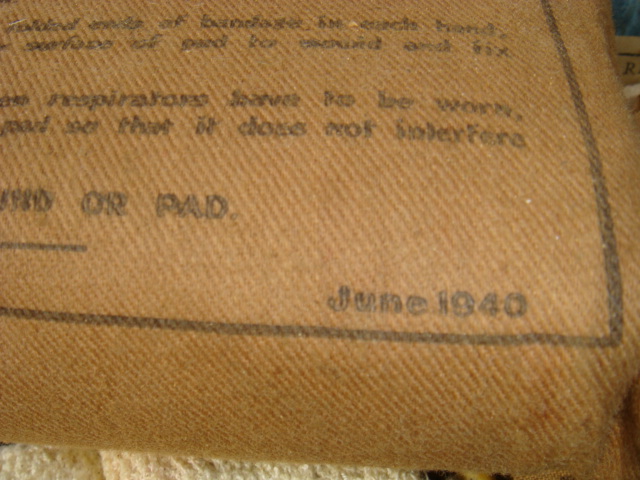 folded ends of bandage in each hand,
surface of pad to wound and fix
respirators have to be worn,
pad so that it does not interfere
OR PAD.
June 1940
R